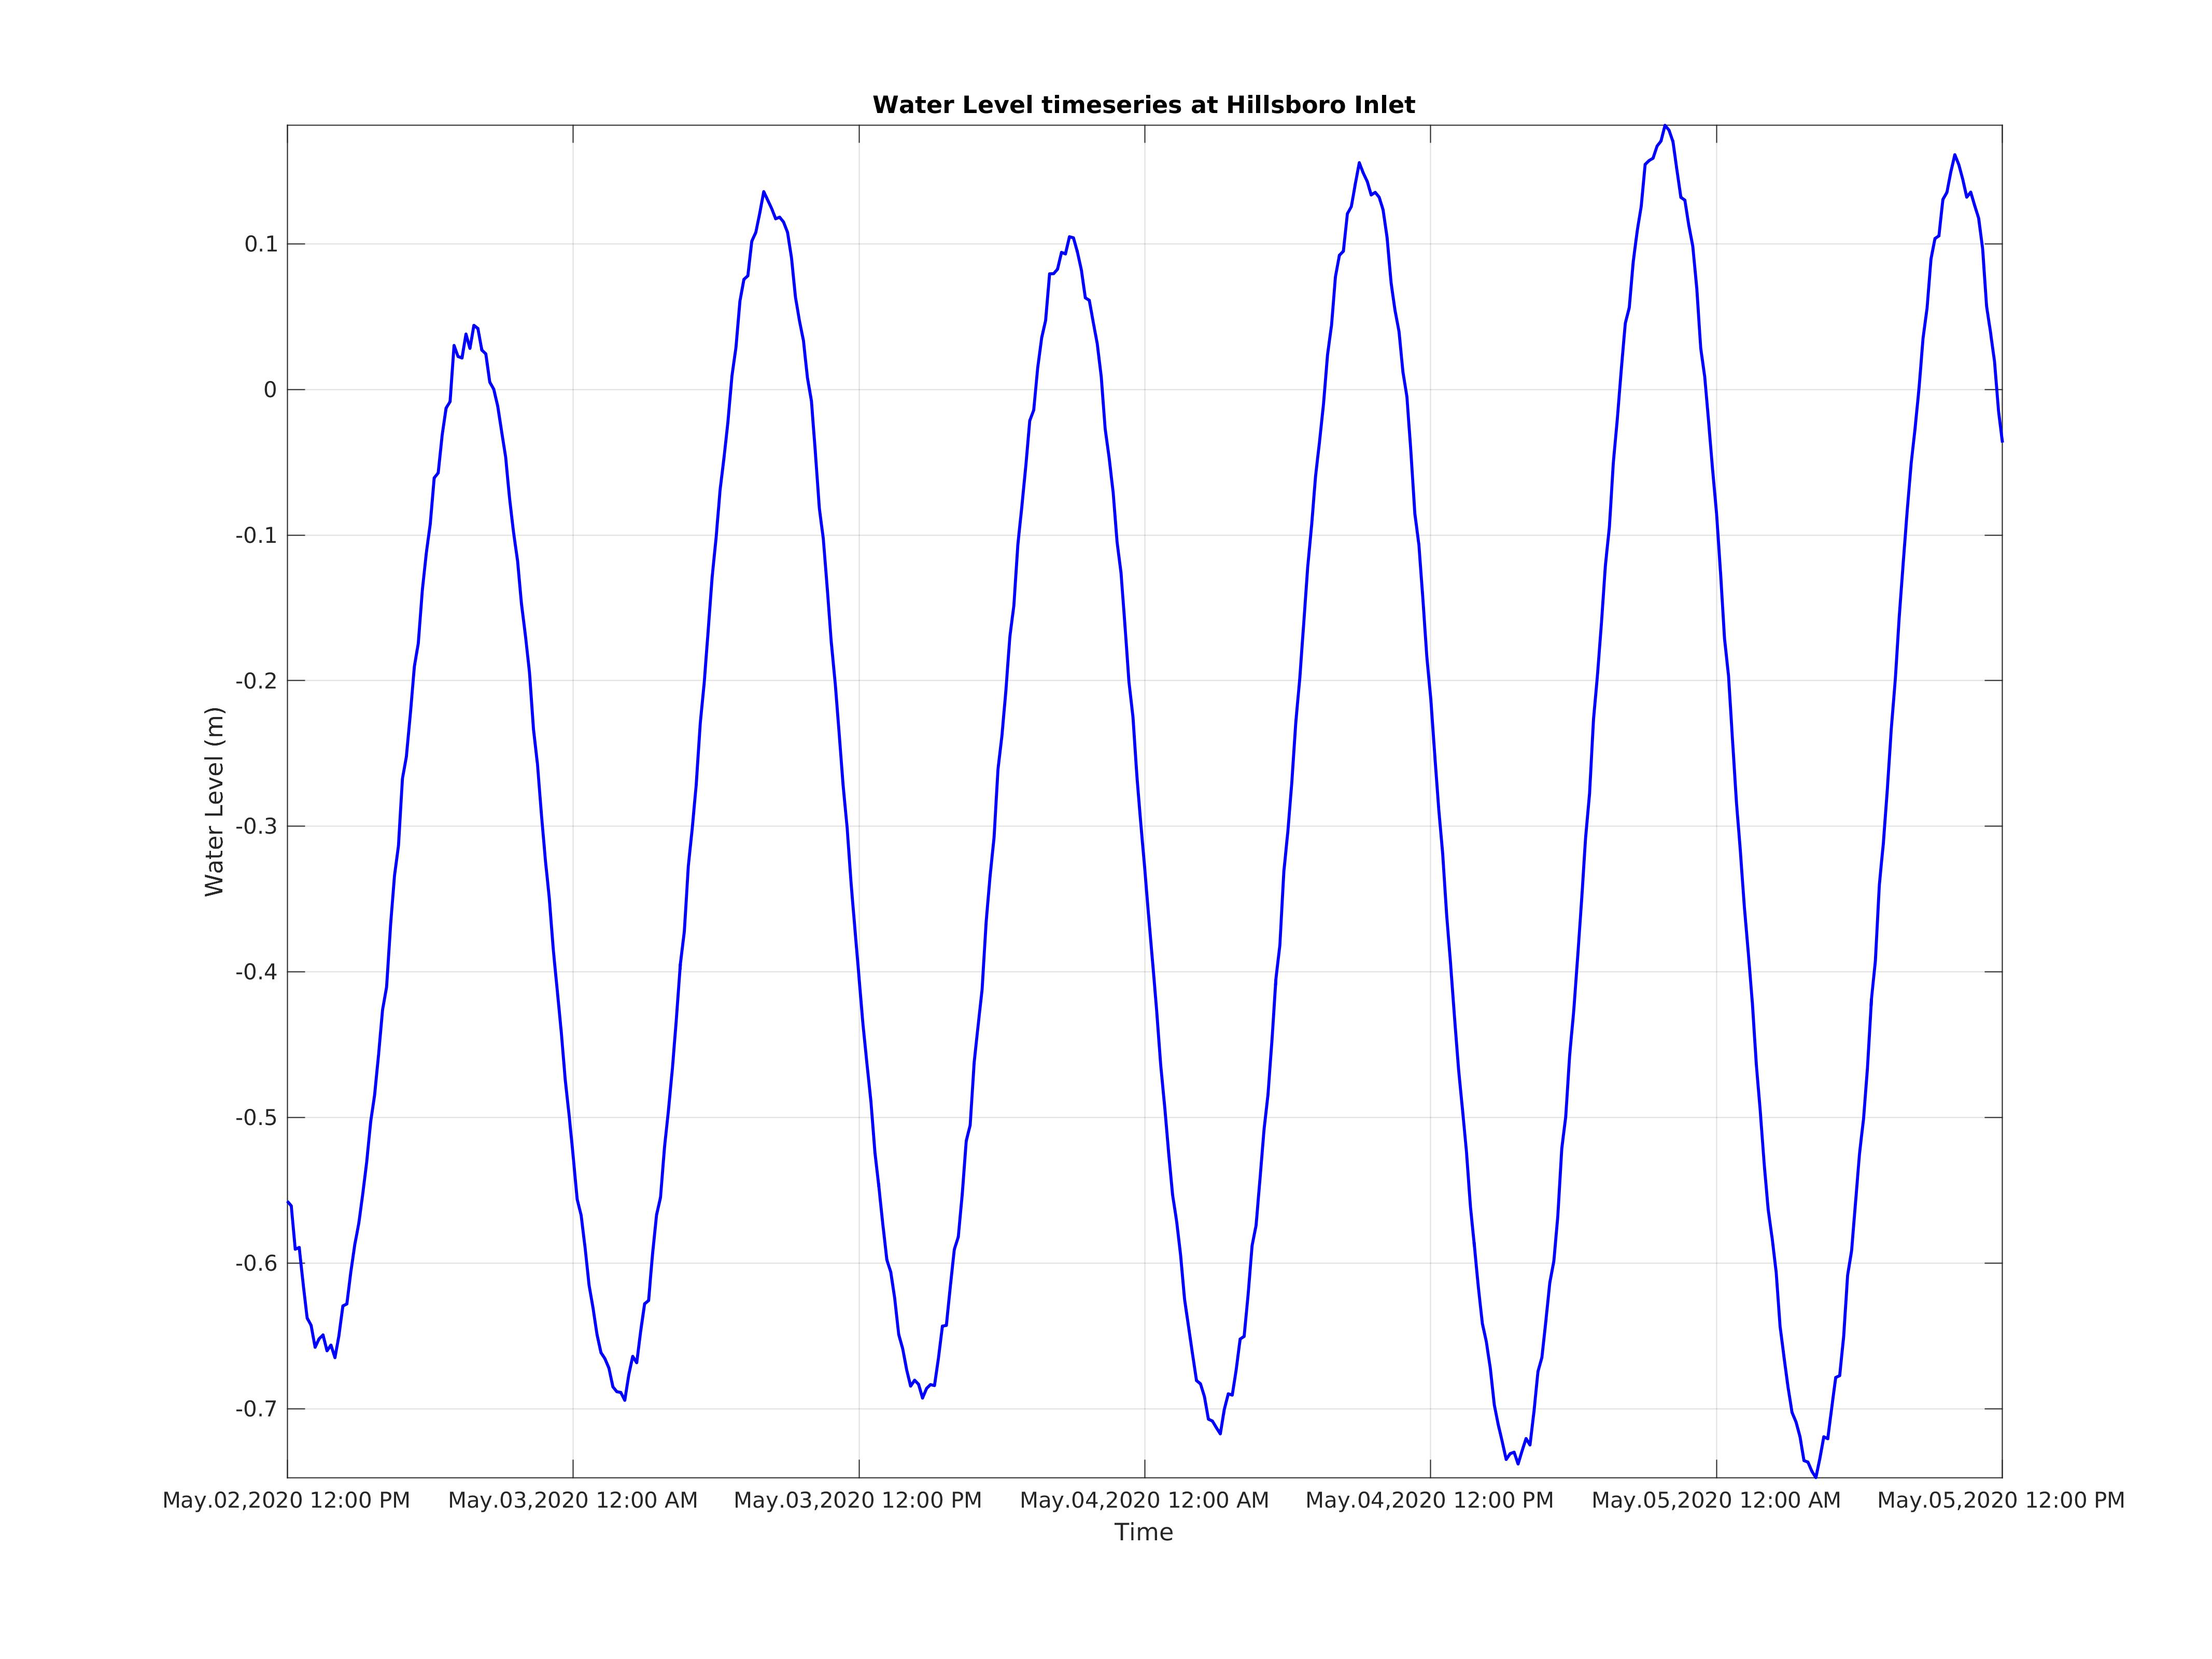 Water Level timeseries at Hillsboro Inlet
0.1
0
-0.1
-0.2
-0.3
-0.4
-0.5
-0.6
-0.7
Water Level (m)
May.02,2020 12:00 PM May.03,2020 12:00 AM May.03,2020 12:00 PM May.04,2020 12:00 AM May.04,2020 12:00 PM May.05,2020 12:00 AM May.05,2020 12:00 PM
Time